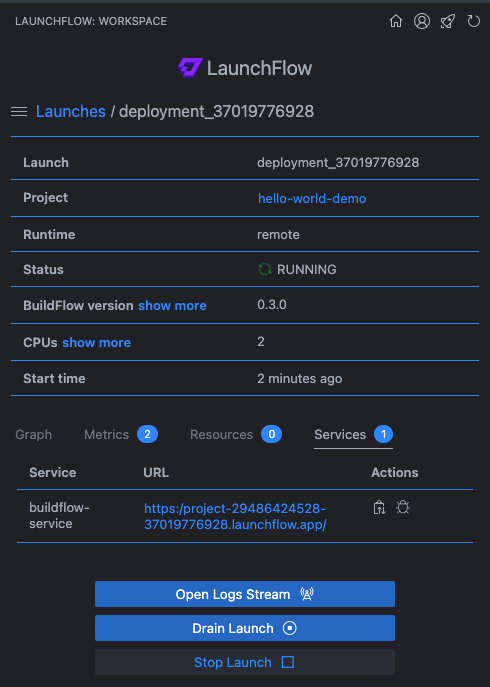 LAUNCHFLOW: WORKSPACE
LaunchFlow
Launches / deployment_37019776928
Launch deployment_37019776928
Project hello-world-demo
Runtime remote
Status RUNNING
BuildFlow version show more 0.3.0
CPUs show more 2
Start time 2 minutes ago
Graph Metrics 2 Resources 0 Services 1
Service URL Actions
buildflow- https:/project-29486424528-
service 37019776928.launchflow.app/
Open Logs Stream
Drain Launch
Stop Launch